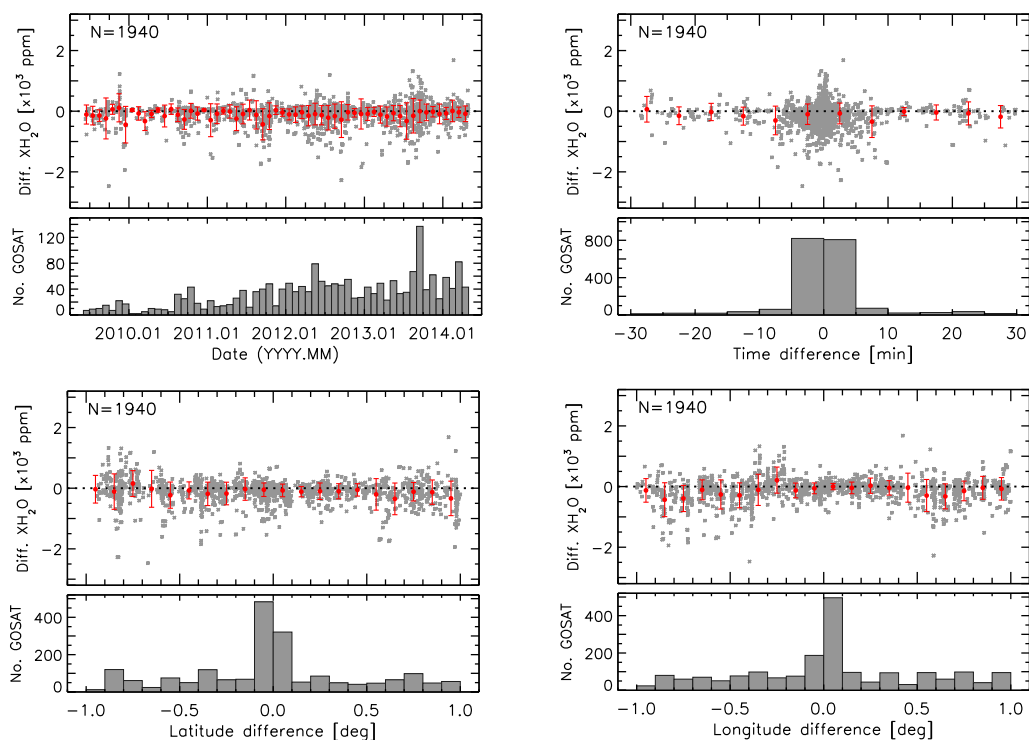 N=1940
Diff. XH2O [x10³ ppm]
2
0
−2
No. GOSAT
120
80
40
0
2010.01 2011.01 2012.01 2013.01 2014.01
Date (YYYY.MM)
N=1940
Diff. XH2O [x10³ ppm]
2
0
−2
No. GOSAT
800
400
0
−30 −20 −10 0 10 20 30
Time difference [min]
N=1940
Diff. XH2O [x10³ ppm]
2
0
−2
No. GOSAT
400
200
0
−1.0 −0.5 0.0 0.5 1.0
Latitude difference [deg]
N=1940
Diff. XH2O [x10³ ppm]
2
0
−2
No. GOSAT
400
200
0
−1.0 −0.5 0.0 0.5 1.0
Longitude difference [deg]